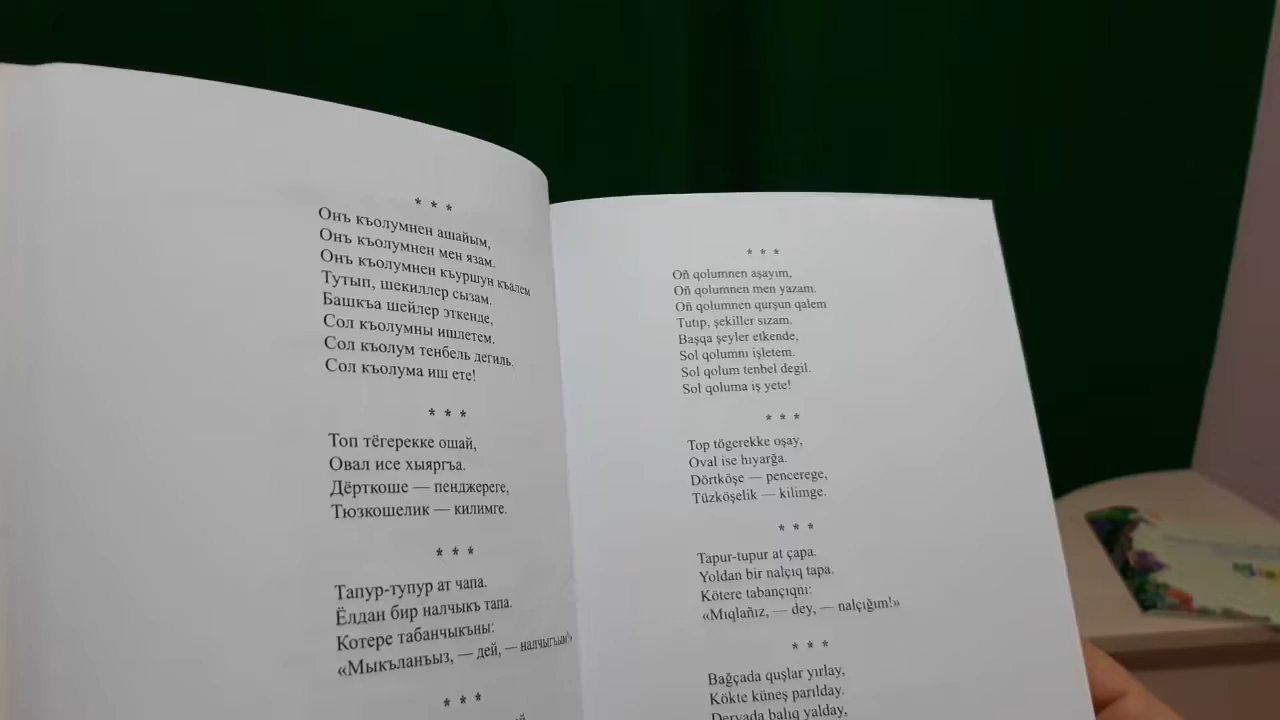 * * *
Онъ къолумнен ашайым,
Онъ къолумнен мен язам.
Онъ къолумнен къуршун къалем
Тутып, шекиллер сызам.
Башкъа шейлер эткенде,
Сол къолумны ишлетем.
Сол къолум тенбель дегиль.
Сол къолума иш ете!
* * *
Топ тёгерекке ошай,
Овал исе хыяргъа.
Дёрткоше — пенджереге,
Тюзкошелик — килимге.
* * *
Тапур-тупур ат чапа.
Ёлдан бир налчыкъ тапа.
Котере табанчыкъны:
«Мыкъланъыз, — дей, — налчыгъым!»
* * *
* * *
Oñ qolumnen aşayım,
Oñ qolumnen men yazam.
Oñ qolumnen qurşun qalem
Tutıp, şekiller sızam.
Başqa şeyler etkende,
Sol qolumnı işletem.
Sol qolum tenbel degil.
Sol qoluma iş yete!
* * *
Top tögerekke oşay,
Oval ise hıyarğa.
Dörtköşe — pencerege,
Tüzköşelik — kilimge.
* * *
Tapur-tupur at çapa.
Yoldan bir nalçıq tapa.
Kötere tabançıqnı:
«Mıqlañız, — dey, — nalçığım!»
* * *
Bağçada quşlar yırlay,
Kökte küneş parılday.
Deryada balıq yalday,